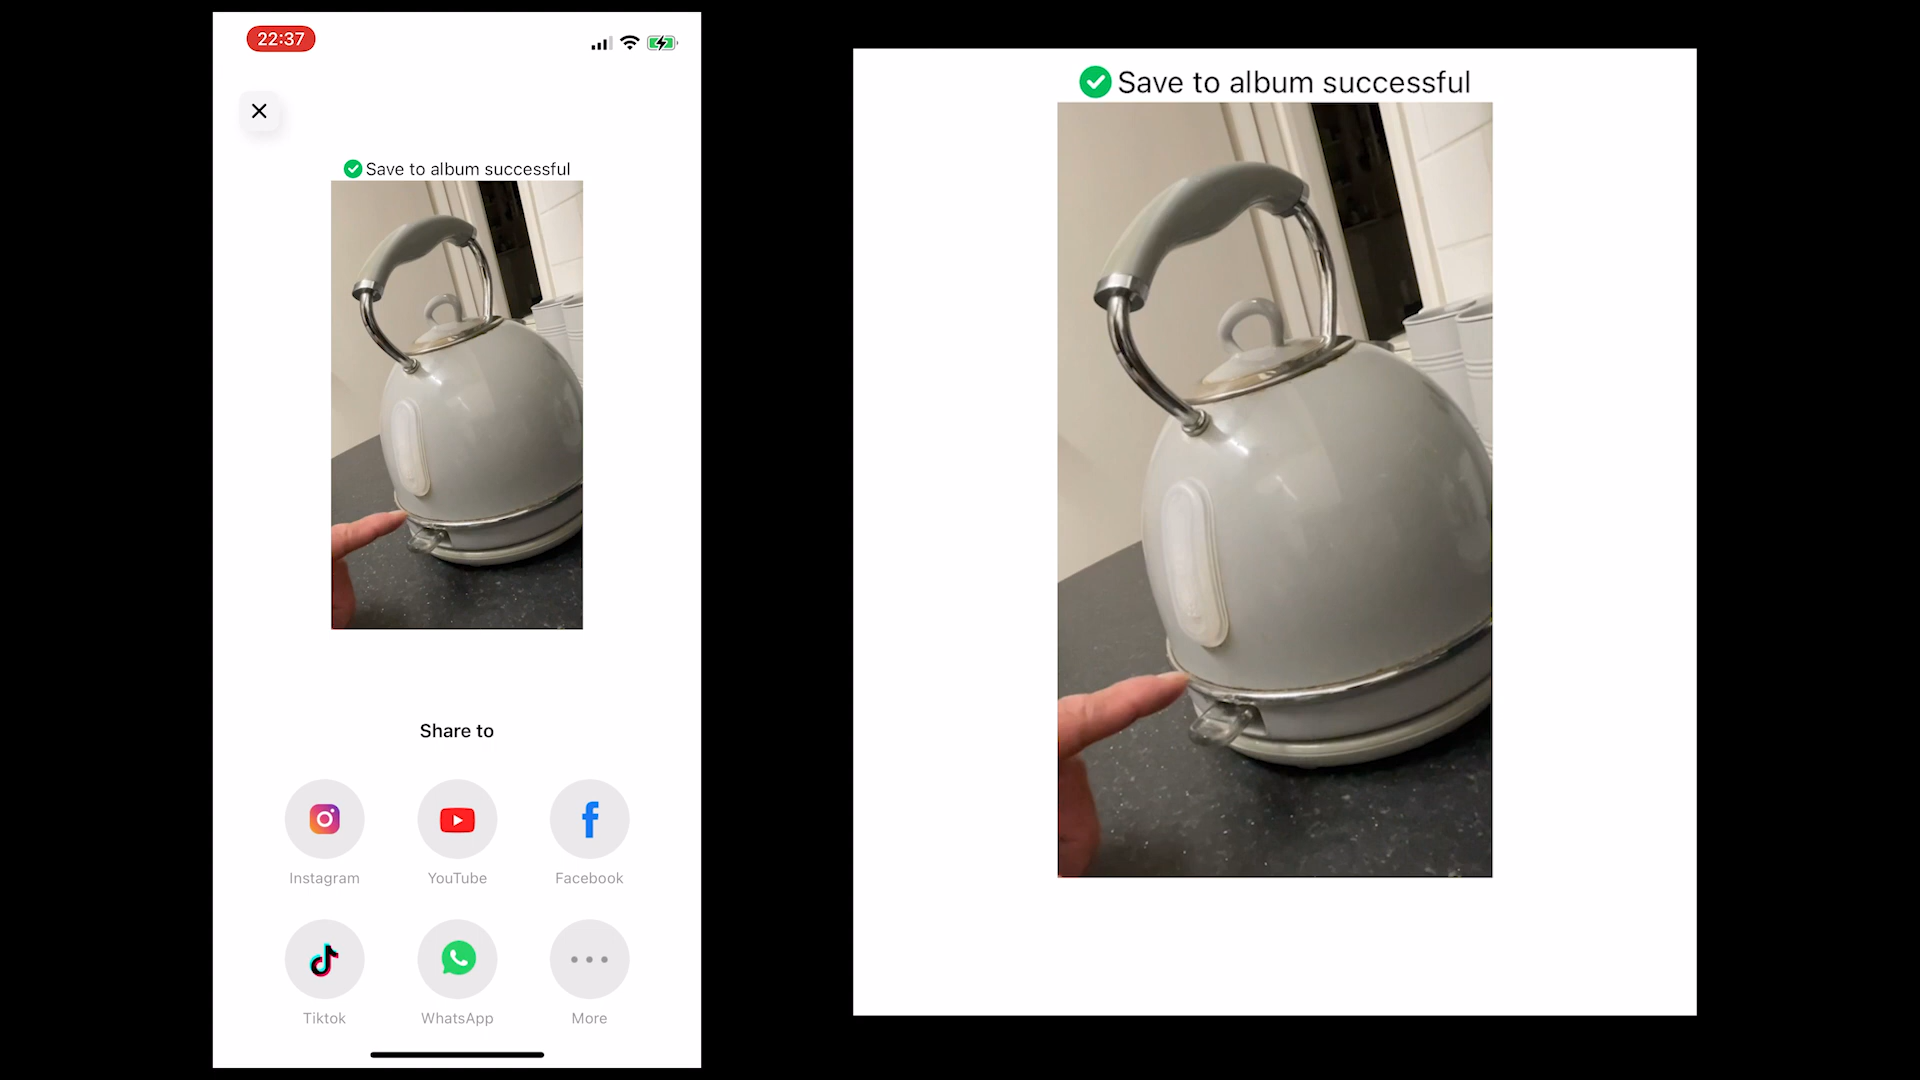 22:37
Save to album successful
Share to
Instagram
YouTube
Facebook
Tiktok
WhatsApp
More
Save to album successful